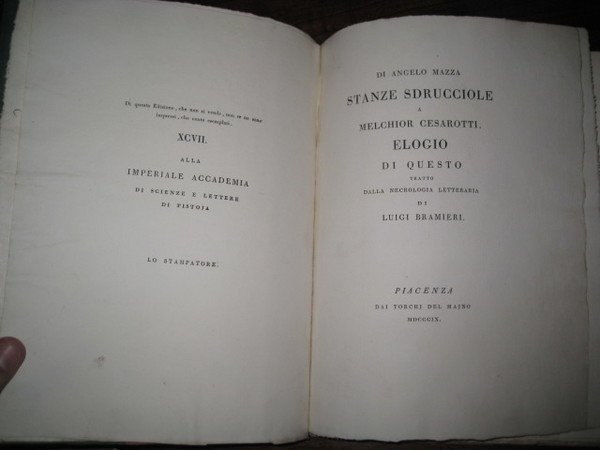 Di questa Edizione, che non si vende, non se ne sono
impressi, che cento esemplari.
XCVII.
ALLA
IMPERIALE ACCADEMIA
DI SCIENZE E LETTERE
DI PISTOJA
LO STAMPATORE.
DI ANGELO MAZZA
STANZE SDRUCCIOLE
A
MELCHIOR CESAROTTI,
ELOGIO
DI QUESTO
TRATTO
DALLA NECROLOGIA LETTERARIA
DI
LUIGI BRAMIERI.
PIACENZA
DAI TORCHI DEL MAINO
MDCCCIX.